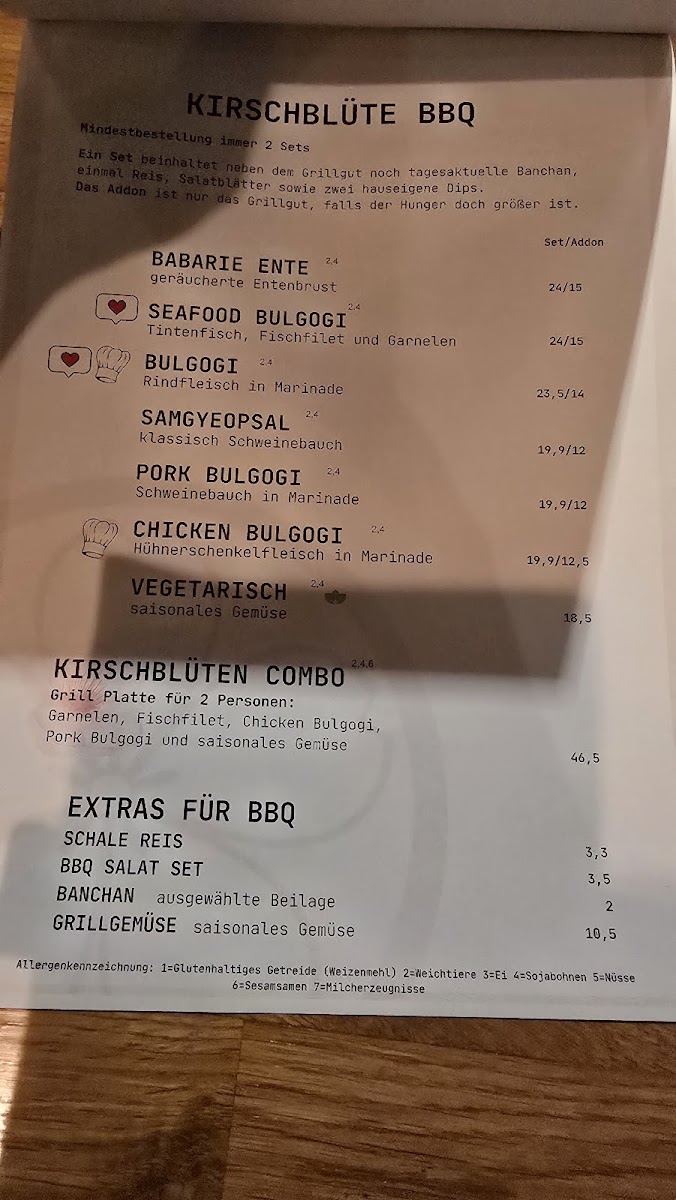 KIRSCHBLÜTE BBQ
Mindestbestellung immer 2 Sets
Ein Set beinhaltet neben dem Grillgut noch tagesaktuelle Banchan,
einmal Reis, Salatblätter sowie zwei hauseigene Dips.
Das Addon ist nur das Grillgut, falls der Hunger doch größer ist.
Set/Addon
BABARIE ENTE 2,4
geräucherte Entenbrust 24/15
SEAFOOD BULGOGI 2,4
Tintenfisch, Fischfilet und Garnelen 24/15
BULGOGI 2,4
Rindfleisch in Marinade 23,5/14
SAMGYEOPSAL 2,4
klassisch Schweinebauch 19,9/12
PORK BULGOGI 2,4
Schweinebauch in Marinade 19,9/12
CHICKEN BULGOGI 2,4
Hühnerschenkelfleisch in Marinade 19,9/12,5
VEGETARISCH 2,4
saisonales Gemüse 18,5
KIRSCHBLÜTEN COMBO 2,4,6
Grill Platte für 2 Personen:
Garnelen, Fischfilet, Chicken Bulgogi,
Pork Bulgogi und saisonales Gemüse 46,5
EXTRAS FÜR BBQ
SCHALE REIS 3,3
BBQ SALAT SET 3,5
BANCHAN ausgewählte Beilage 2
GRILLGEMÜSE saisonales Gemüse 10,5
Allergenkennzeichnung: 1=Glutenhaltiges Getreide (Weizenmehl) 2=Weichtiere 3=Ei 4=Sojabohnen 5=Nüsse
6=Sesamsamen 7=Milcherzeugnisse